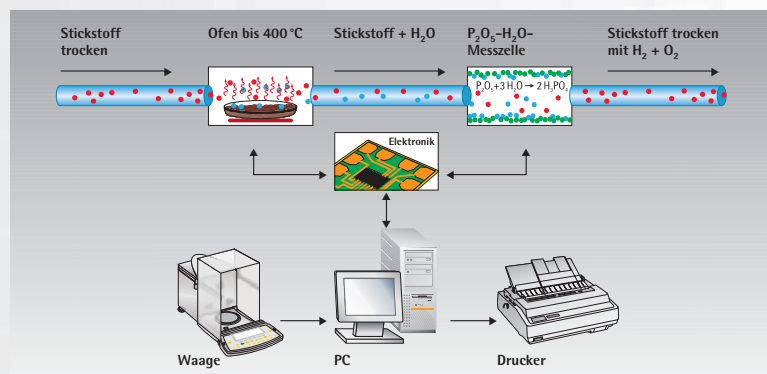 Stickstoff
trocken
Ofen bis 400 °C
Stickstoff + H₂O
P₂O₅-H₂O-
Messzelle
Stickstoff trocken
mit H₂ + O₂
P₂O₅+3 H₂O → 2 H₃PO₄
Elektronik
Waage
PC
Drucker